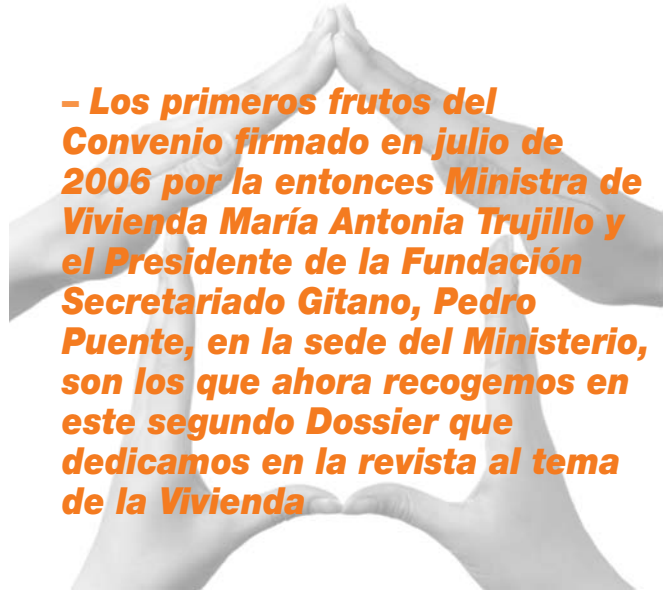 – Los primeros frutos del
Convenio firmado en julio de
2006 por la entonces Ministra de
Vivienda María Antonia Trujillo y
el Presidente de la Fundación
Secretariado Gitano, Pedro
Puente, en la sede del Ministerio,
son los que ahora recogemos en
este segundo Dossier que
dedicamos en la revista al tema
de la Vivienda